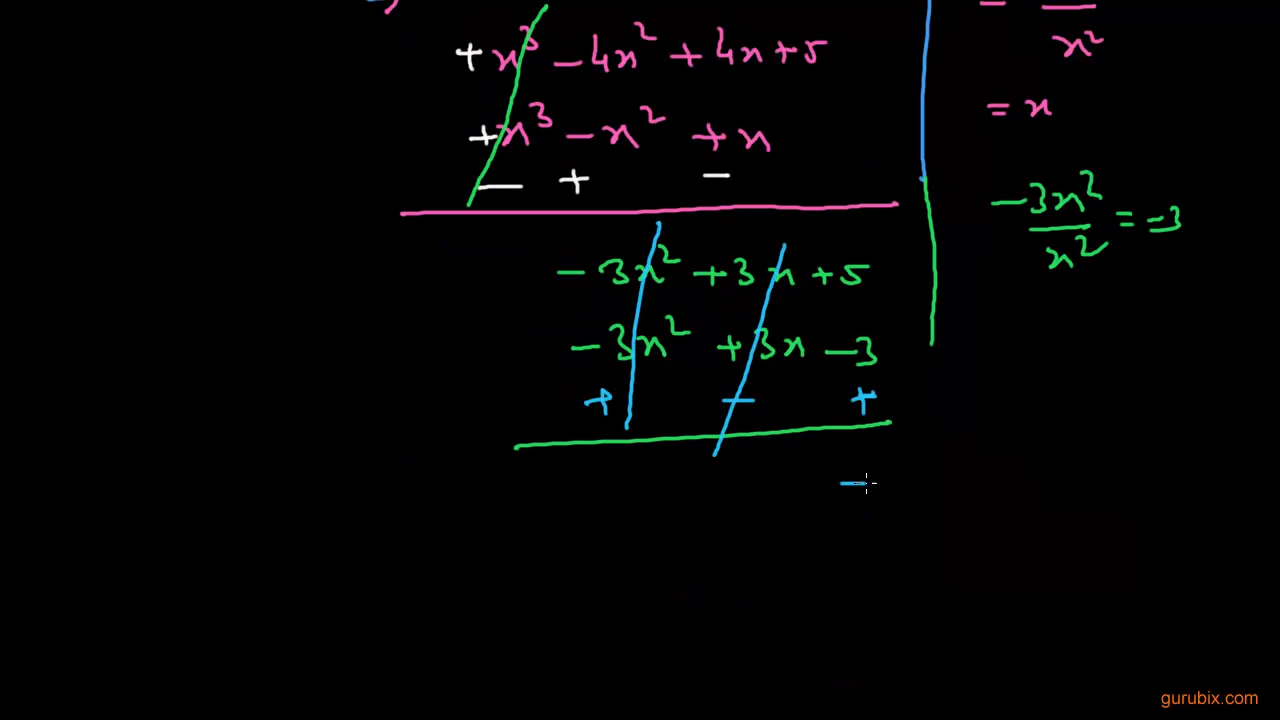 +x³ – 4x² + 4x + 5
+x³ – x² + x
– + –
– 3x² + 3x + 5
– 3x² + 3x – 3
+ – +
–
=
x²
= x
–3x²
x² = –3
gurubix.com